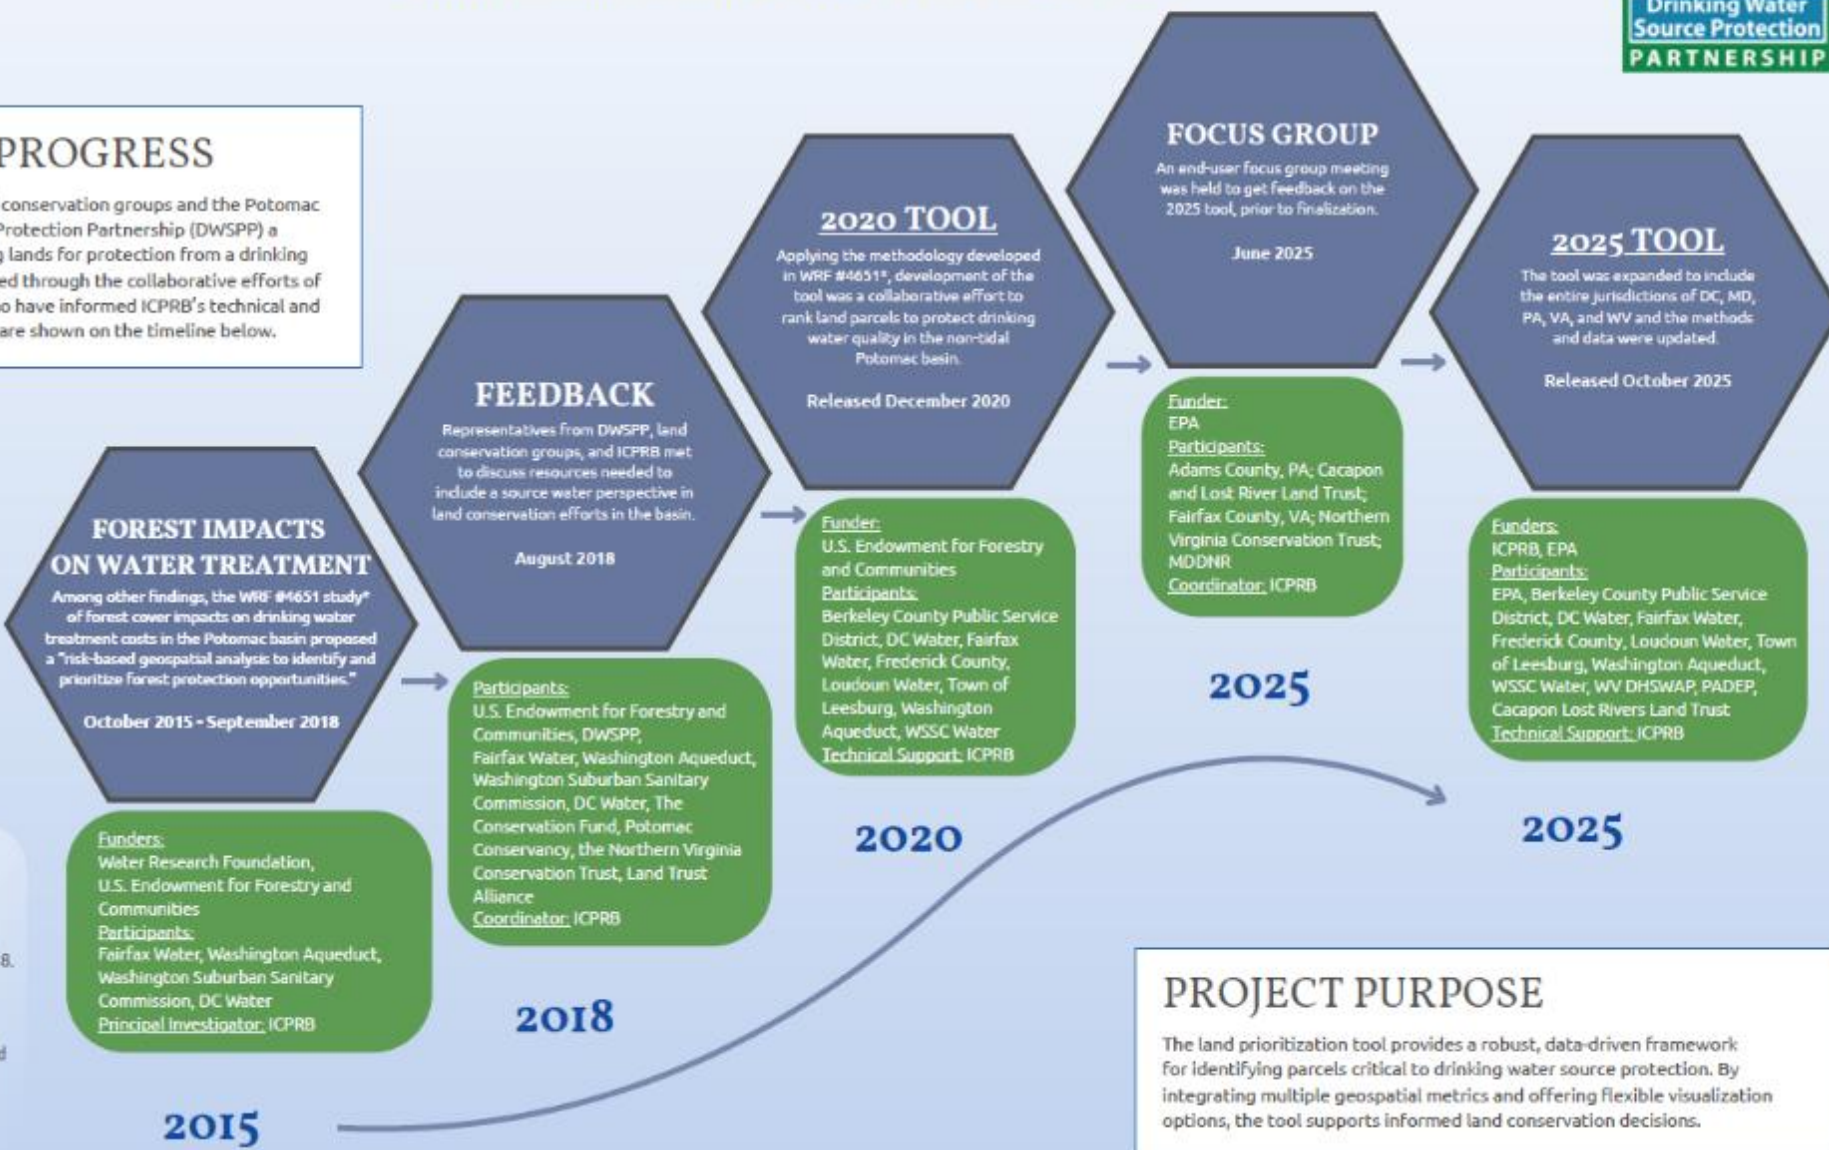 Drinking Water
Source Protection
PARTNERSHIP
PROGRESS
conservation groups and the Potomac
Protection Partnership (DWSPP) a
lands for protection from a drinking
ed through the collaborative efforts of
o have informed ICPRB's technical and
are shown on the timeline below.
FOREST IMPACTS
ON WATER TREATMENT
Among other findings, the WRF #4651 study*
of forest cover impacts on drinking water
treatment costs in the Potomac basin proposed
a "risk-based geospatial analysis to identify and
prioritize forest protection opportunities."
October 2015 - September 2018
Funders:
Water Research Foundation,
U.S. Endowment for Forestry and
Communities
Participants:
Fairfax Water, Washington Aqueduct,
Washington Suburban Sanitary
Commission, DC Water
Principal Investigator: ICPRB
2015
FEEDBACK
Representatives from DWSPP, land
conservation groups, and ICPRB met
to discuss resources needed to
include a source water perspective in
land conservation efforts in the basin.
August 2018
Participants:
U.S. Endowment for Forestry and
Communities, DWSPP,
Fairfax Water, Washington Aqueduct,
Washington Suburban Sanitary
Commission, DC Water, The
Conservation Fund, Potomac
Conservancy, the Northern Virginia
Conservation Trust, Land Trust
Alliance
Coordinator: ICPRB
2018
2020 TOOL
Applying the methodology developed
in WRF #4651*, development of the
tool was a collaborative effort to
rank land parcels to protect drinking
water quality in the non-tidal
Potomac basin.
Released December 2020
Funder:
U.S. Endowment for Forestry
and Communities
Participants:
Berkeley County Public Service
District, DC Water, Fairfax
Water, Frederick County,
Loudoun Water, Town of
Leesburg, Washington
Aqueduct, WSSC Water
Technical Support: ICPRB
2020
FOCUS GROUP
An end-user focus group meeting
was held to get feedback on the
2025 tool, prior to finalization.
June 2025
Funder:
EPA
Participants:
Adams County, PA; Cacapon
and Lost River Land Trust;
Fairfax County, VA; Northern
Virginia Conservation Trust;
MDDNR
Coordinator: ICPRB
2025
2025 TOOL
The tool was expanded to include
the entire jurisdictions of DC, MD,
PA, VA, and WV and the methods
and data were updated.
Released October 2025
Funders:
ICPRB, EPA
Participants:
EPA, Berkeley County Public Service
District, DC Water, Fairfax Water,
Frederick County, Loudoun Water, Town
of Leesburg, Washington Aqueduct,
WSSC Water, WV DHSWAP, PADEP,
Cacapon Lost Rivers Land Trust
Technical Support: ICPRB
2025
8.
PROJECT PURPOSE
The land prioritization tool provides a robust, data-driven framework
for identifying parcels critical to drinking water source protection. By
integrating multiple geospatial metrics and offering flexible visualization
options, the tool supports informed land conservation decisions.